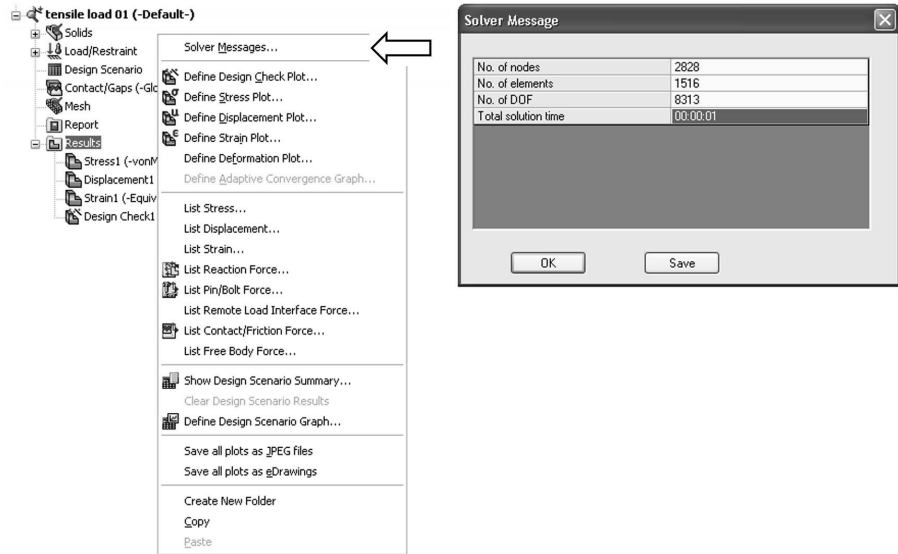 tensile load 01 (-Default-)
Solids
Load/Restraint
Design Scenario
Contact/Gaps (-Glo
Mesh
Report
Results
Stress1 (-vonM
Displacement1
Strain1 (-Equiv
Design Check1
Solver Messages...
Define Design Check Plot...
Define Stress Plot...
Define Displacement Plot...
Define Strain Plot...
Define Deformation Plot...
Define Adaptive Convergence Graph...
List Stress...
List Displacement...
List Strain...
List Reaction Force...
List Pin/Bolt Force...
List Remote Load Interface Force...
List Contact/Friction Force...
List Free Body Force...
Show Design Scenario Summary...
Clear Design Scenario Results
Define Design Scenario Graph...
Save all plots as JPEG files
Save all plots as eDrawings
Create New Folder
Copy
Paste
Solver Message
No. of nodes 2828
No. of elements 1516
No. of DOF 8313
Total solution time 00:00:01
OK Save